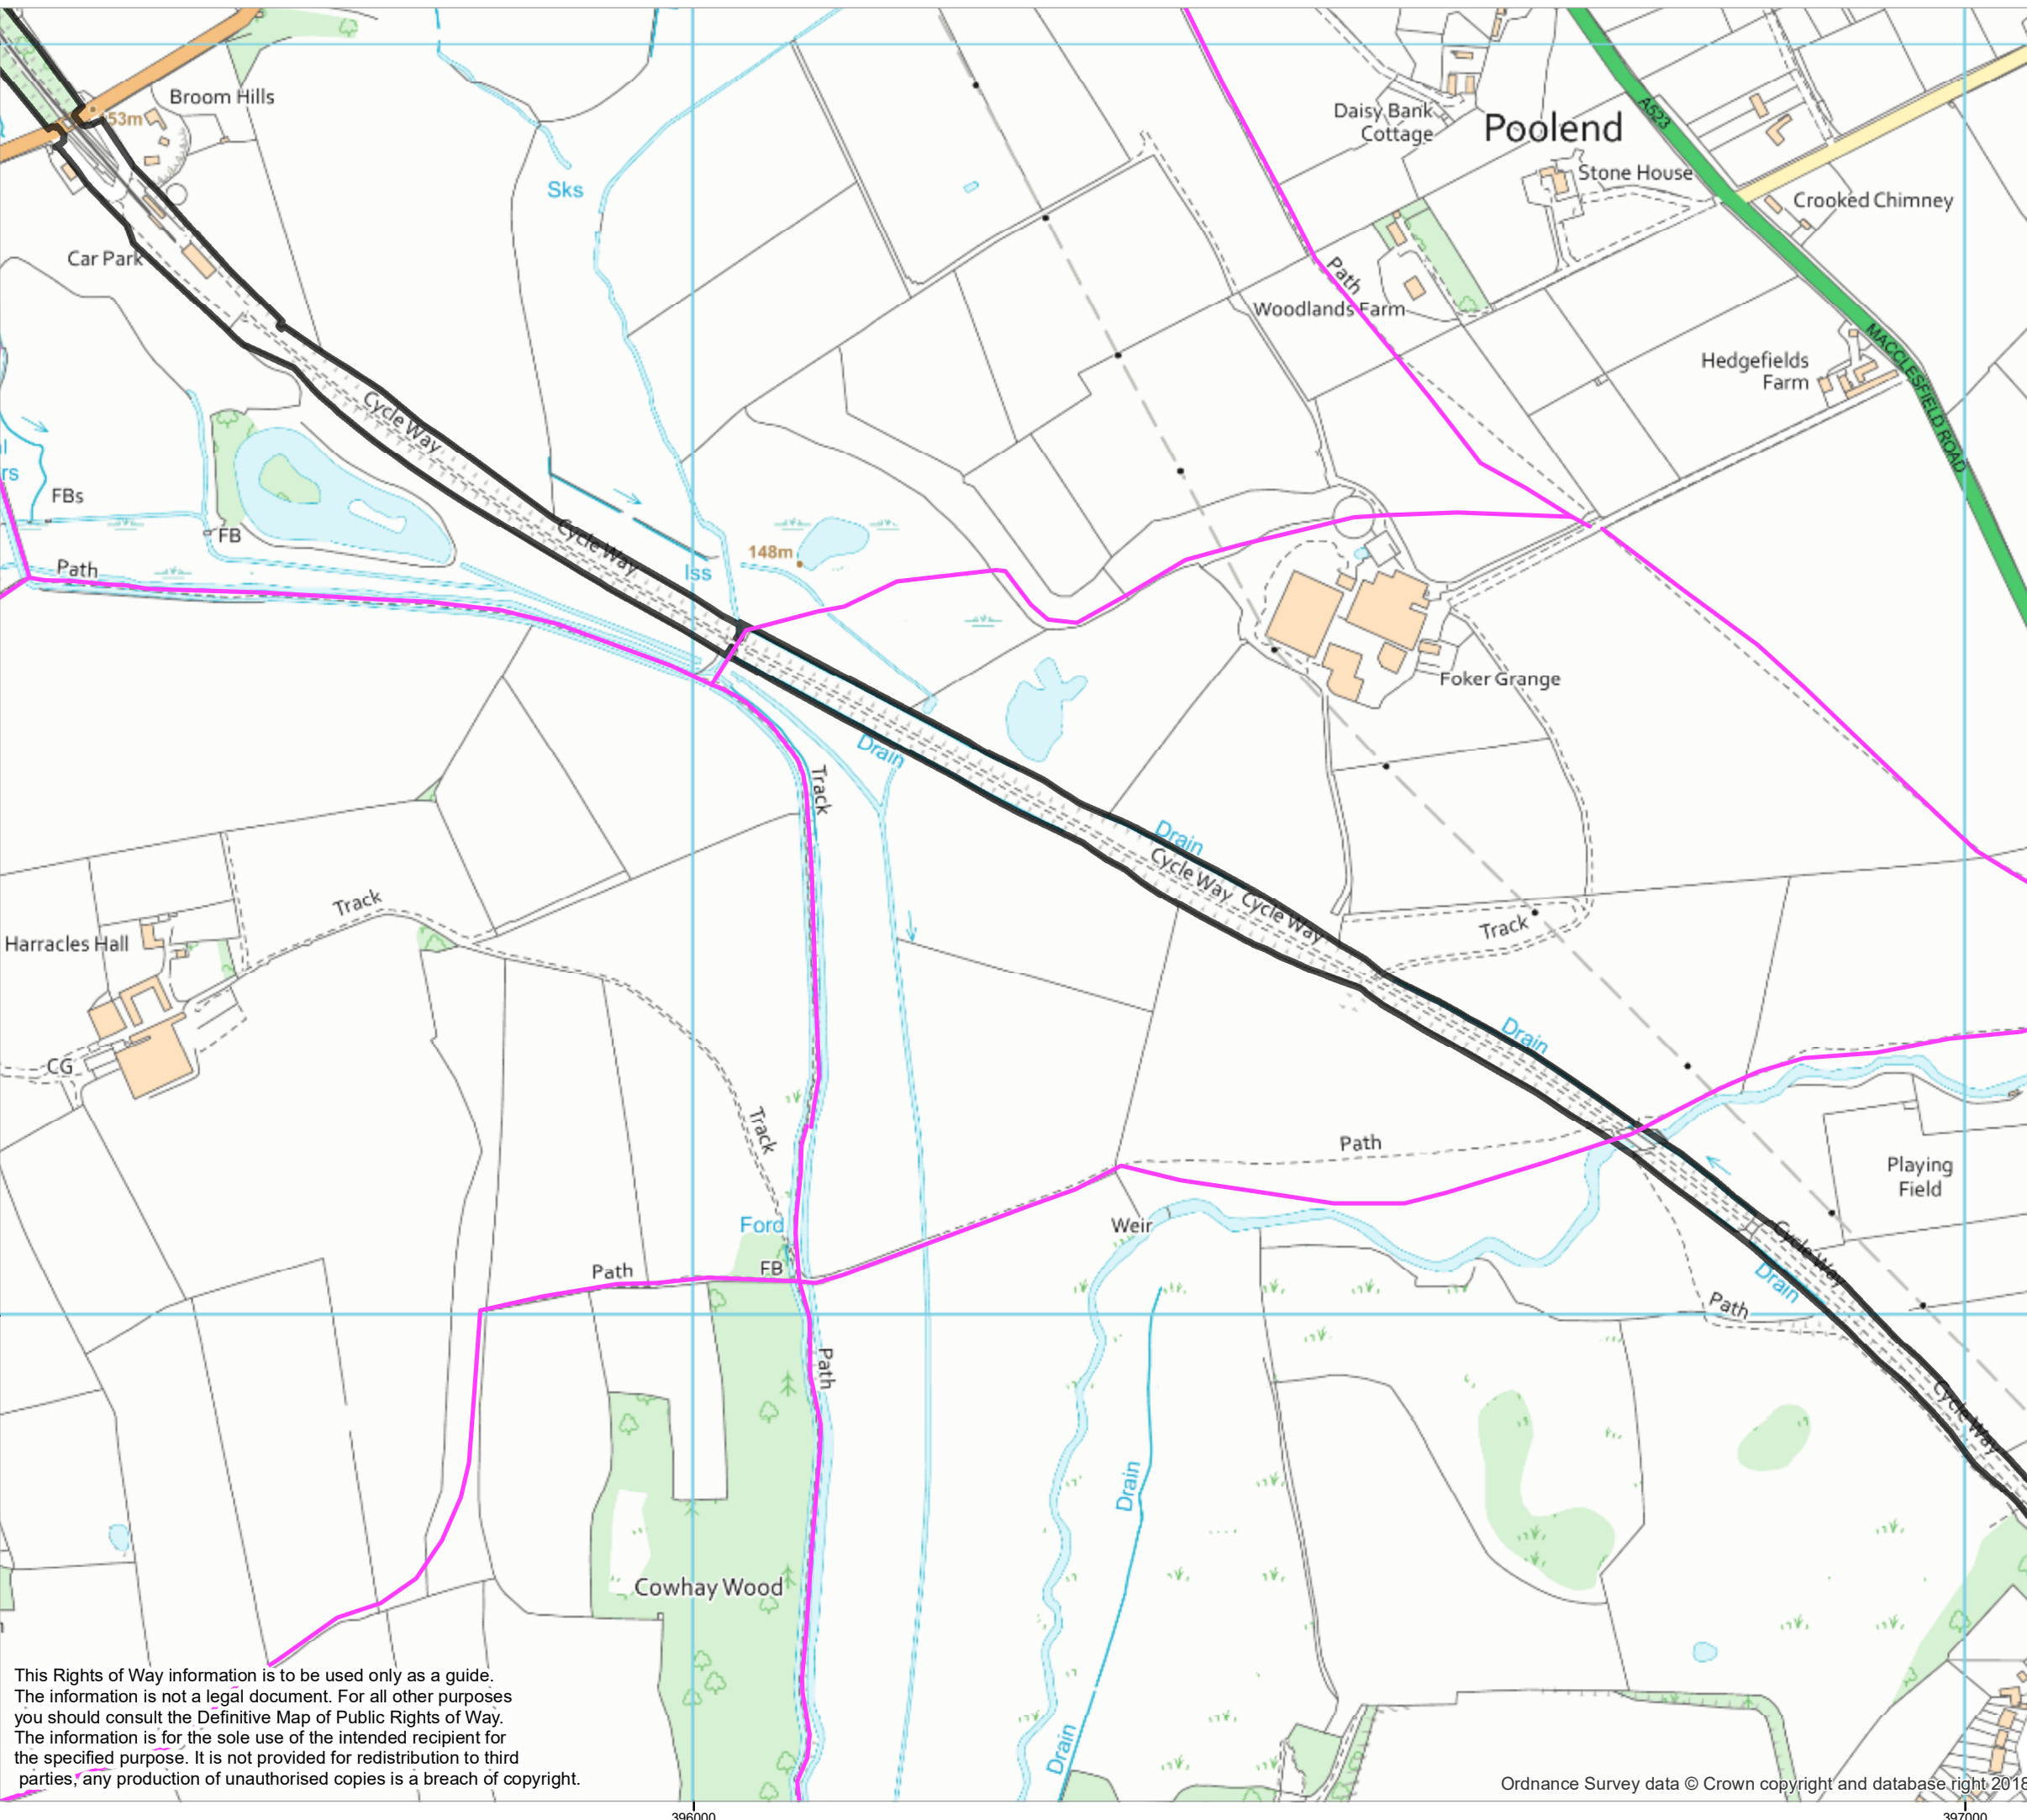 Broom Hills
53m
Car Park
Sks
Daisy Bank
Cottage
Poolend
A523
Stone House
Crooked Chimney
Path
Woodlands Farm
Hedgefields
Farm
MACCLESFIELD ROAD
Cycle Way
Cycle Way
FBs
FB
rs
Path
148m
Iss
Foker Grange
Drain
Track
Drain
Cycle Way
Cycle Way
Track
Track
Harracles Hall
CG
Drain
Track
Path
Playing
Field
Ford
Weir
FB
Path
Cycle Way
Drain
Path
Path
Cycle Way
Drain
Cowhay Wood
Drain
This Rights of Way information is to be used only as a guide.
The information is not a legal document. For all other purposes
you should consult the Definitive Map of Public Rights of Way.
The information is for the sole use of the intended recipient for
the specified purpose. It is not provided for redistribution to third
parties, any production of unauthorised copies is a breach of copyright.
Ordnance Survey data © Crown copyright and database right 2018
396000
397000